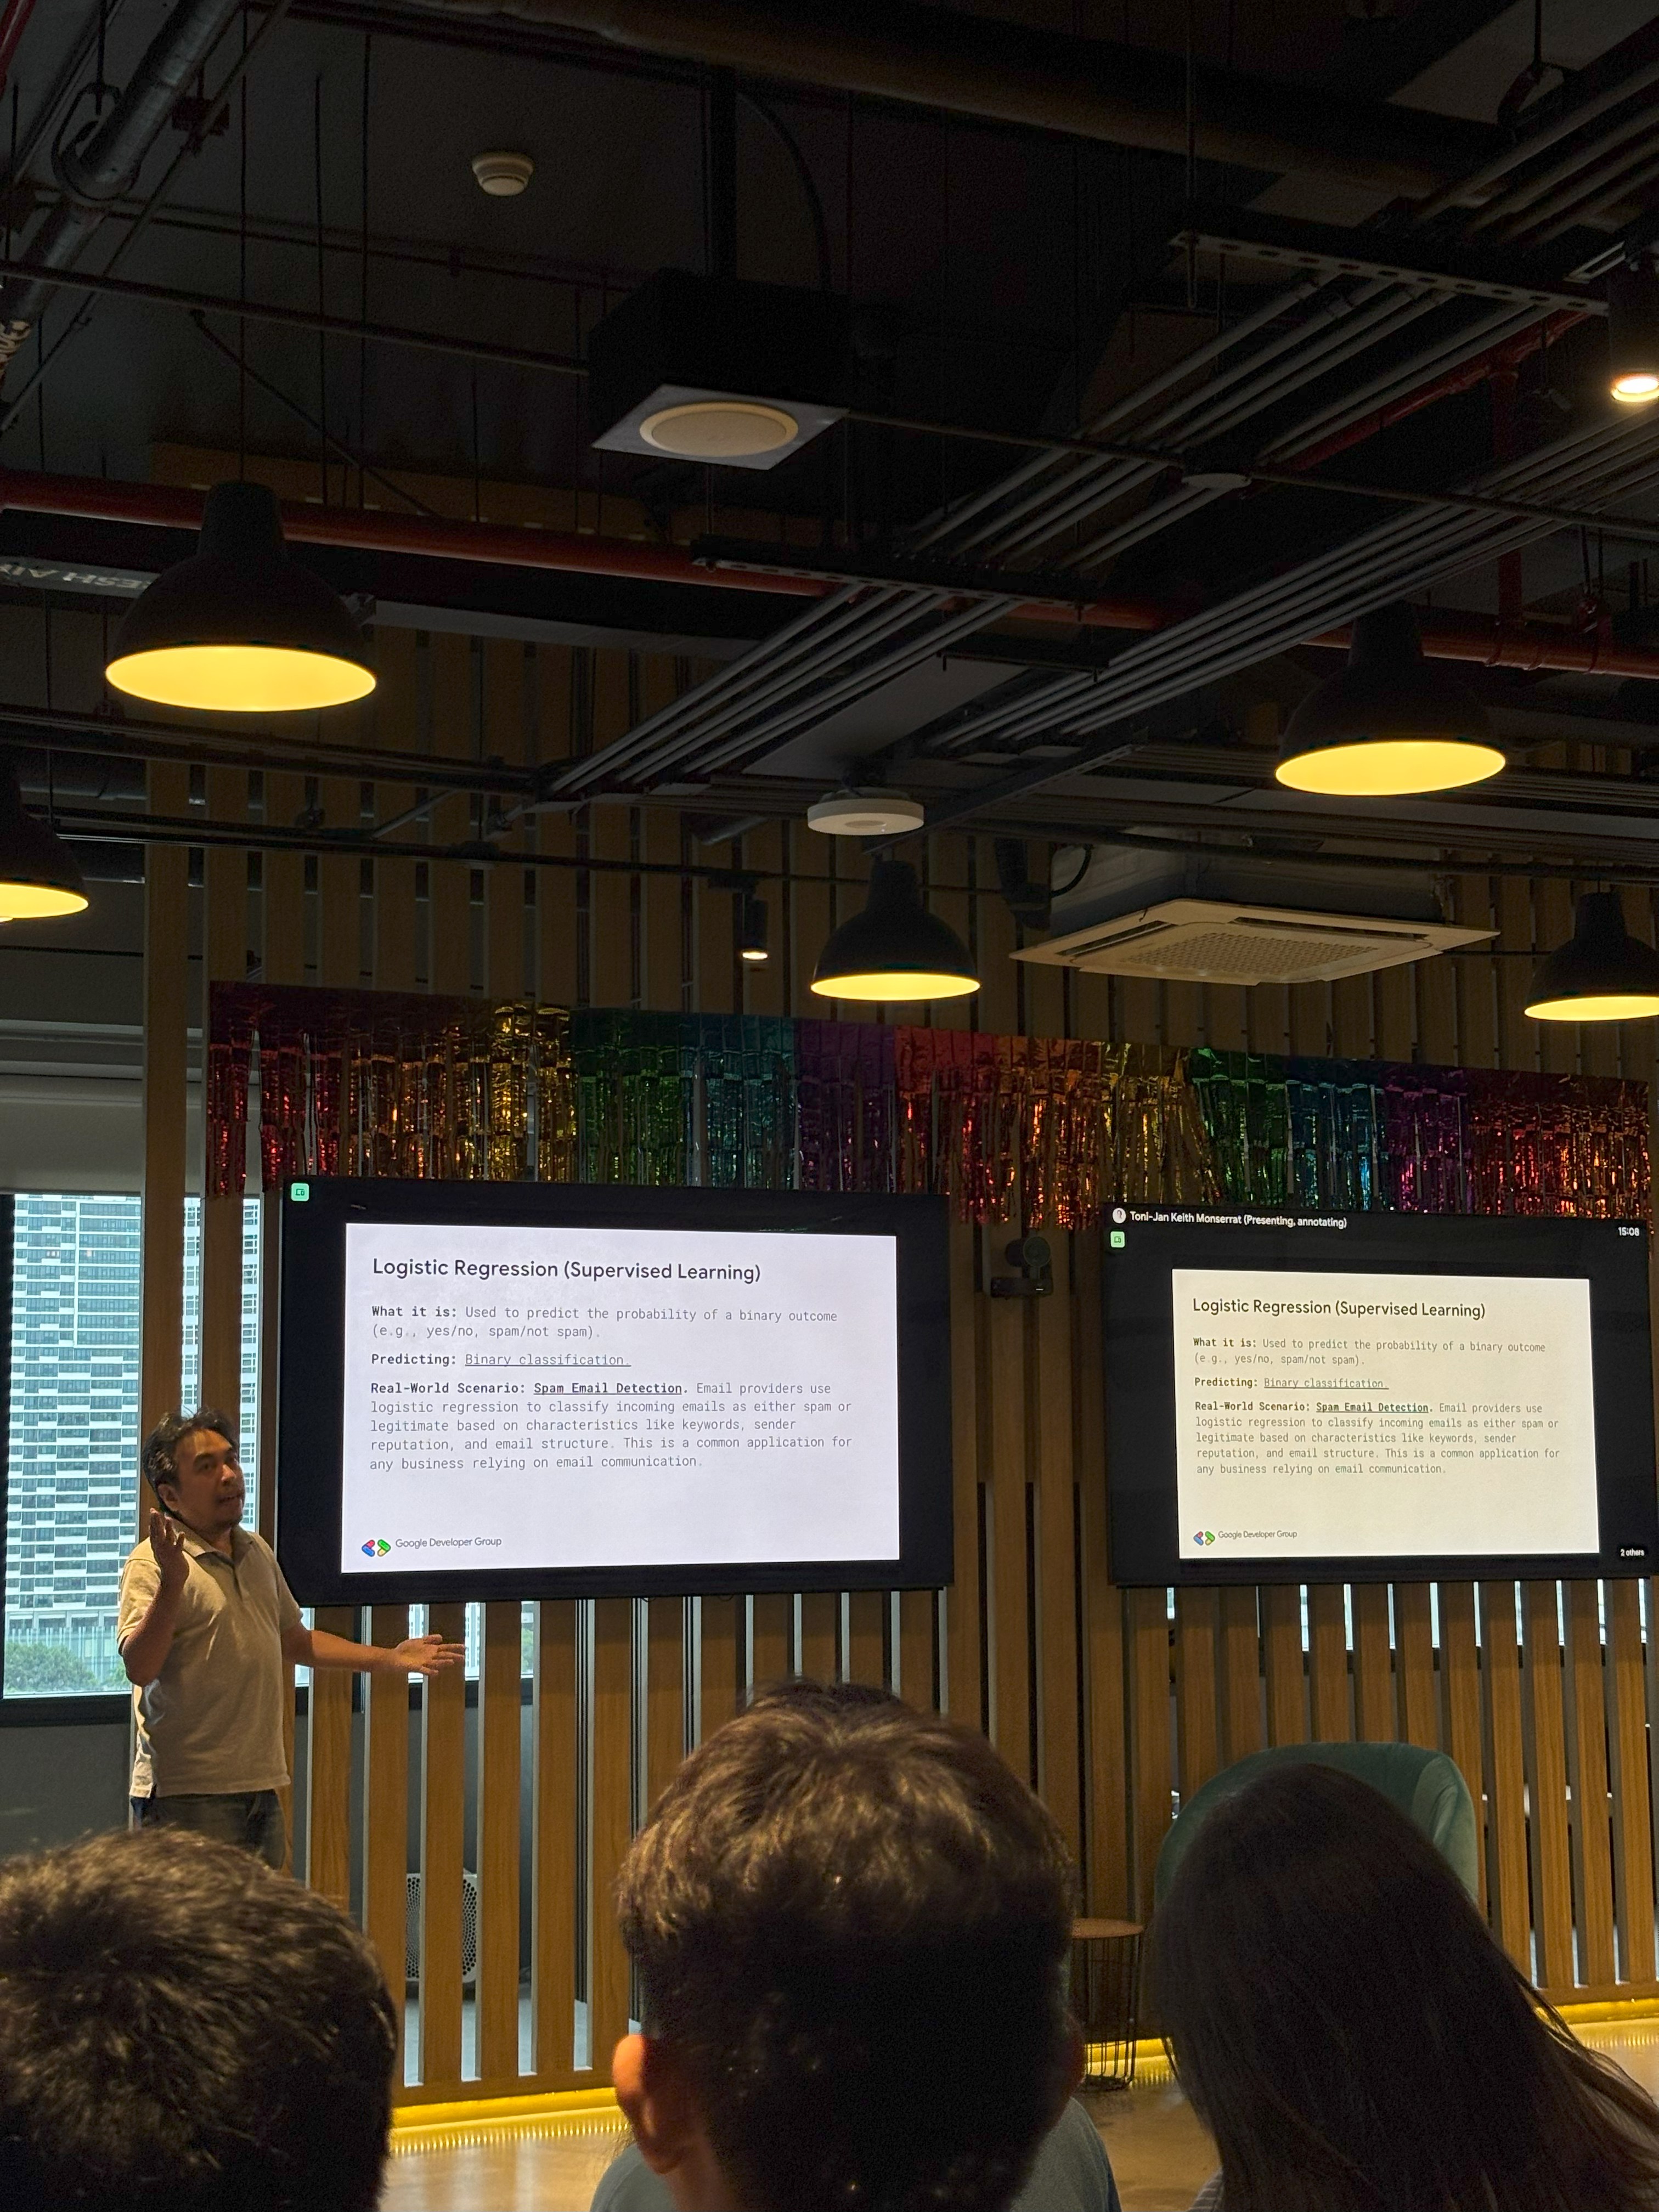 ESH AI
Logistic Regression (Supervised Learning)
What it is: Used to predict the probability of a binary outcome
(e.g., yes/no, spam/not spam).
Predicting: Binary classification.
Real-World Scenario: Spam Email Detection. Email providers use
logistic regression to classify incoming emails as either spam or
legitimate based on characteristics like keywords, sender
reputation, and email structure. This is a common application for
any business relying on email communication.
Google Developer Group
Toni-Jan Keith Monserrat (Presenting, annotating)
15:08
Logistic Regression (Supervised Learning)
What it is: Used to predict the probability of a binary outcome
(e.g., yes/no, spam/not spam).
Predicting: Binary classification.
Real-World Scenario: Spam Email Detection. Email providers use
logistic regression to classify incoming emails as either spam or
legitimate based on characteristics like keywords, sender
reputation, and email structure. This is a common application for
any business relying on email communication.
Google Developer Group
2 others